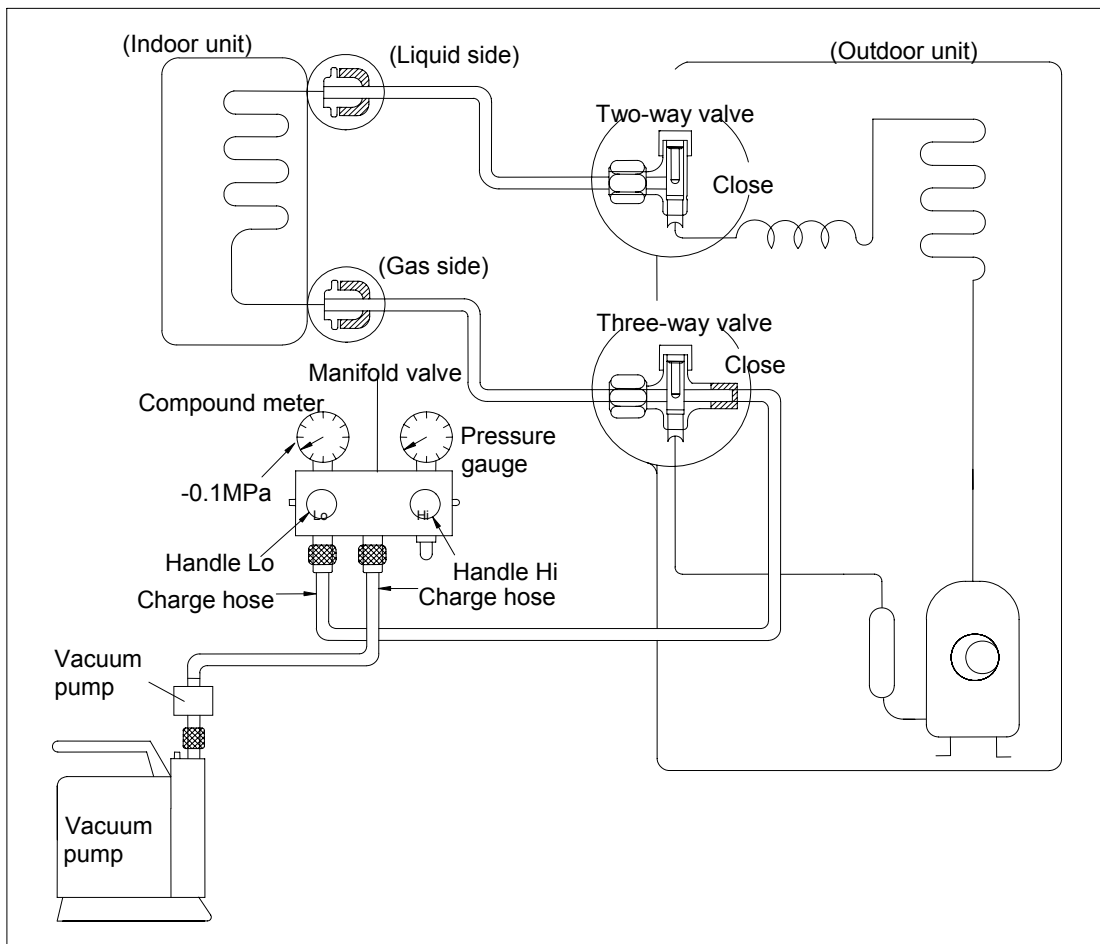 (Indoor unit)
(Liquid side)
(Outdoor unit)
Two-way valve
Close
(Gas side)
Three-way valve
Close
Manifold valve
Compound meter
Pressure
gauge
-0.1MPa
Lo
Hi
Handle Lo
Handle Hi
Charge hose
Charge hose
Vacuum
pump
Vacuum
pump